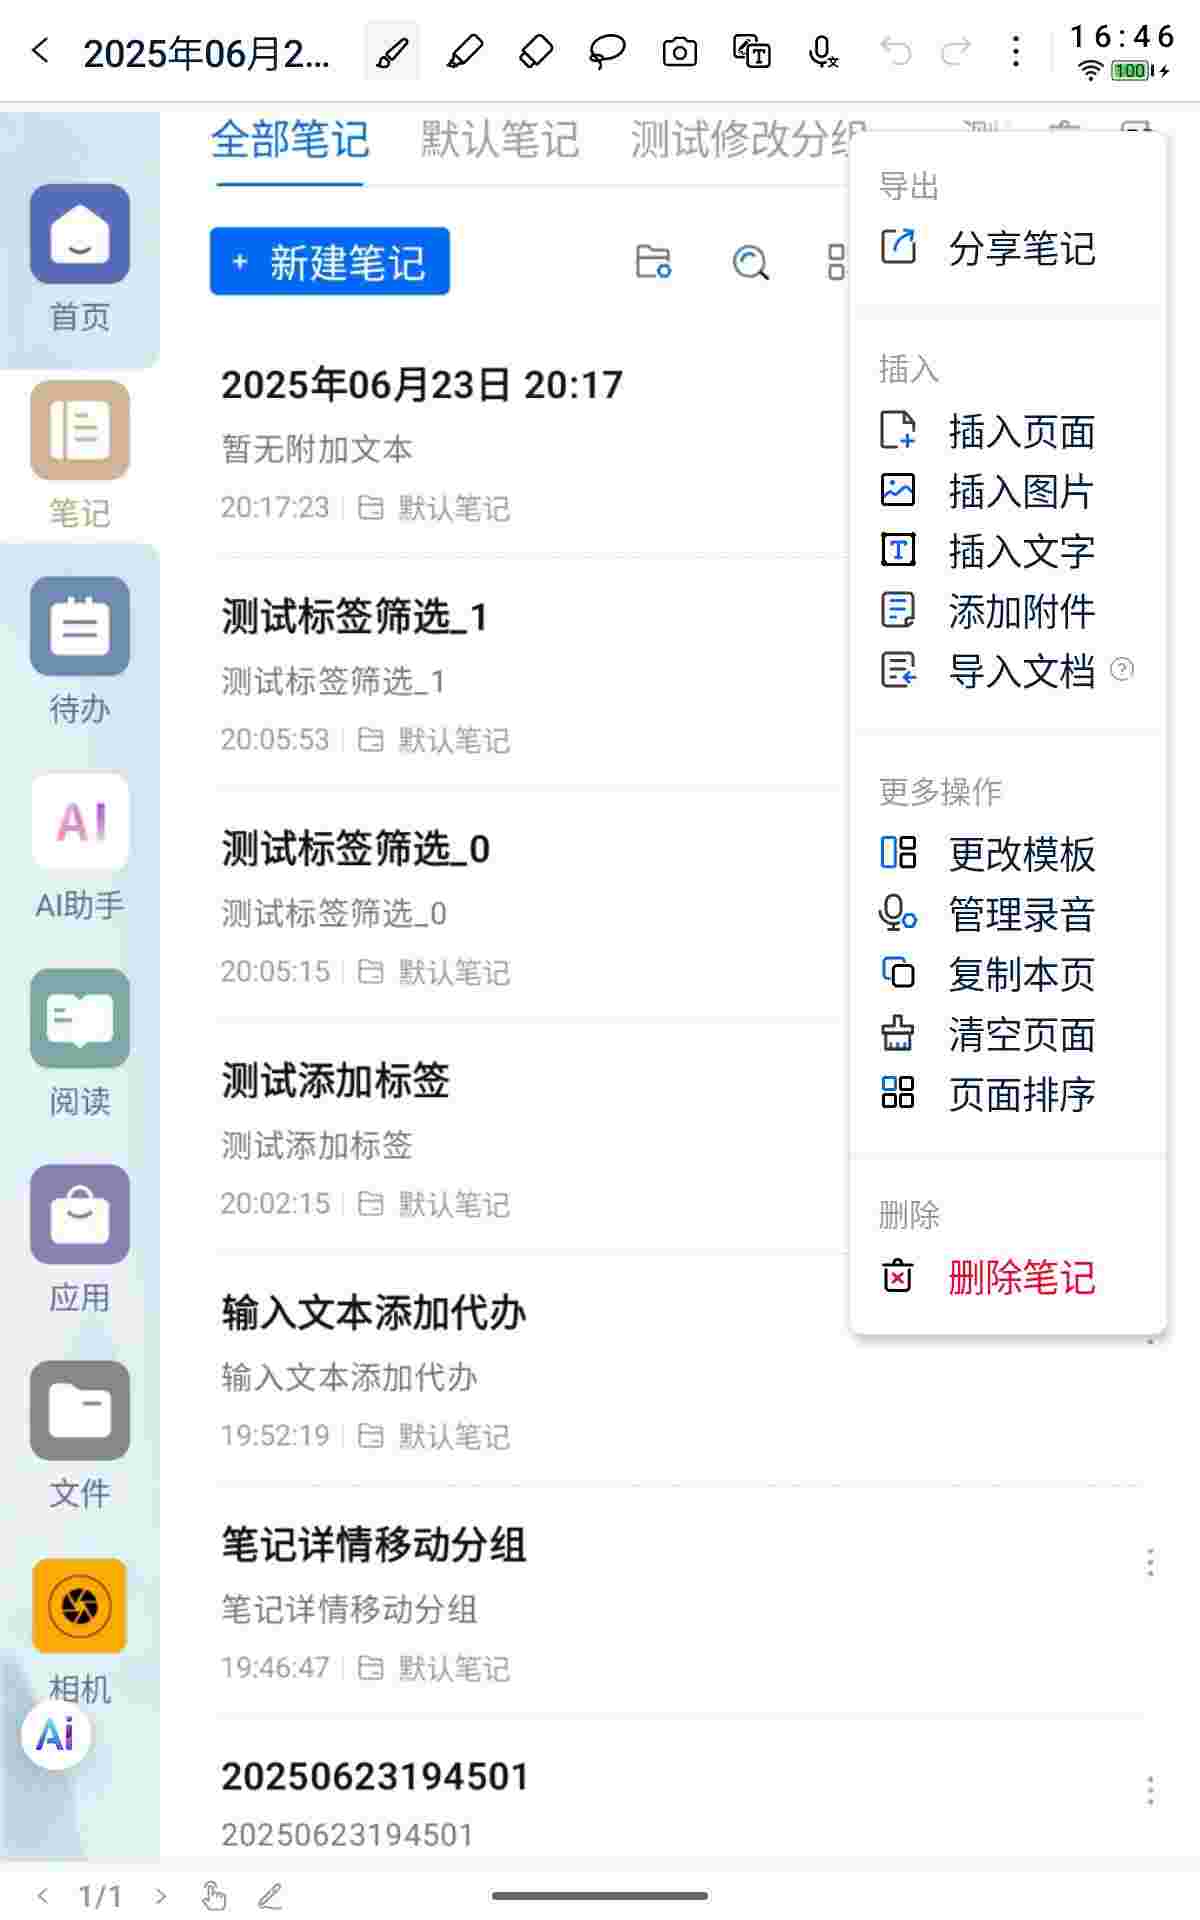 2025年06月2...
16:46
100
全部笔记 默认笔记 测试修改分组 测
+ 新建笔记
首页
笔记
待办
AI
AI助手
阅读
应用
文件
相机
Ai
2025年06月23日 20:17
暂无附加文本
20:17:23 默认笔记
测试标签筛选_1
测试标签筛选_1
20:05:53 默认笔记
测试标签筛选_0
测试标签筛选_0
20:05:15 默认笔记
测试添加标签
测试添加标签
20:02:15 默认笔记
输入文本添加代办
输入文本添加代办
19:52:19 默认笔记
笔记详情移动分组
笔记详情移动分组
19:46:47 默认笔记
20250623194501
20250623194501
导出
分享笔记
插入
插入页面
插入图片
插入文字
添加附件
导入文档 ?
更多操作
更改模板
管理录音
复制本页
清空页面
页面排序
删除
删除笔记
< 1/1 >